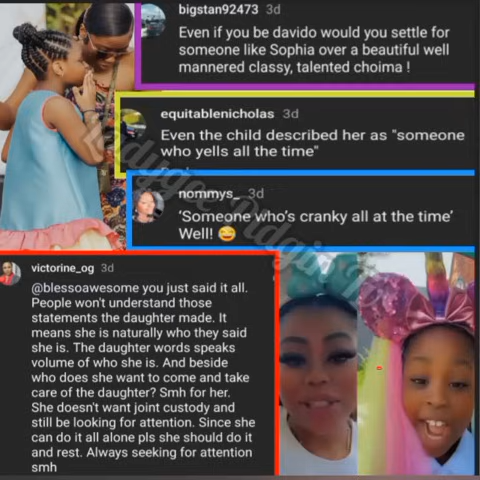 bigstan92473 3d
Even if you be davido would you settle for
someone like Sophia over a beautiful well
mannered classy, talented choima !
equitablenicholas 3d
Even the child described her as "someone
who yells all the time"
nommys_ 3d
‘Someone who’s cranky all at the time’
Well! 😂
victorine_og 3d
@blessoawesome you just said it all.
People won't understand those
statements the daughter made. It
means she is naturally who they said
she is. The daughter words speaks
volume of who she is. And beside
who does she want to come and take
care of the daughter? Smh for her.
She doesn't want joint custody and
still be looking for attention. Since she
can do it all alone pls she should do it
and rest. Always seeking for attention
smh